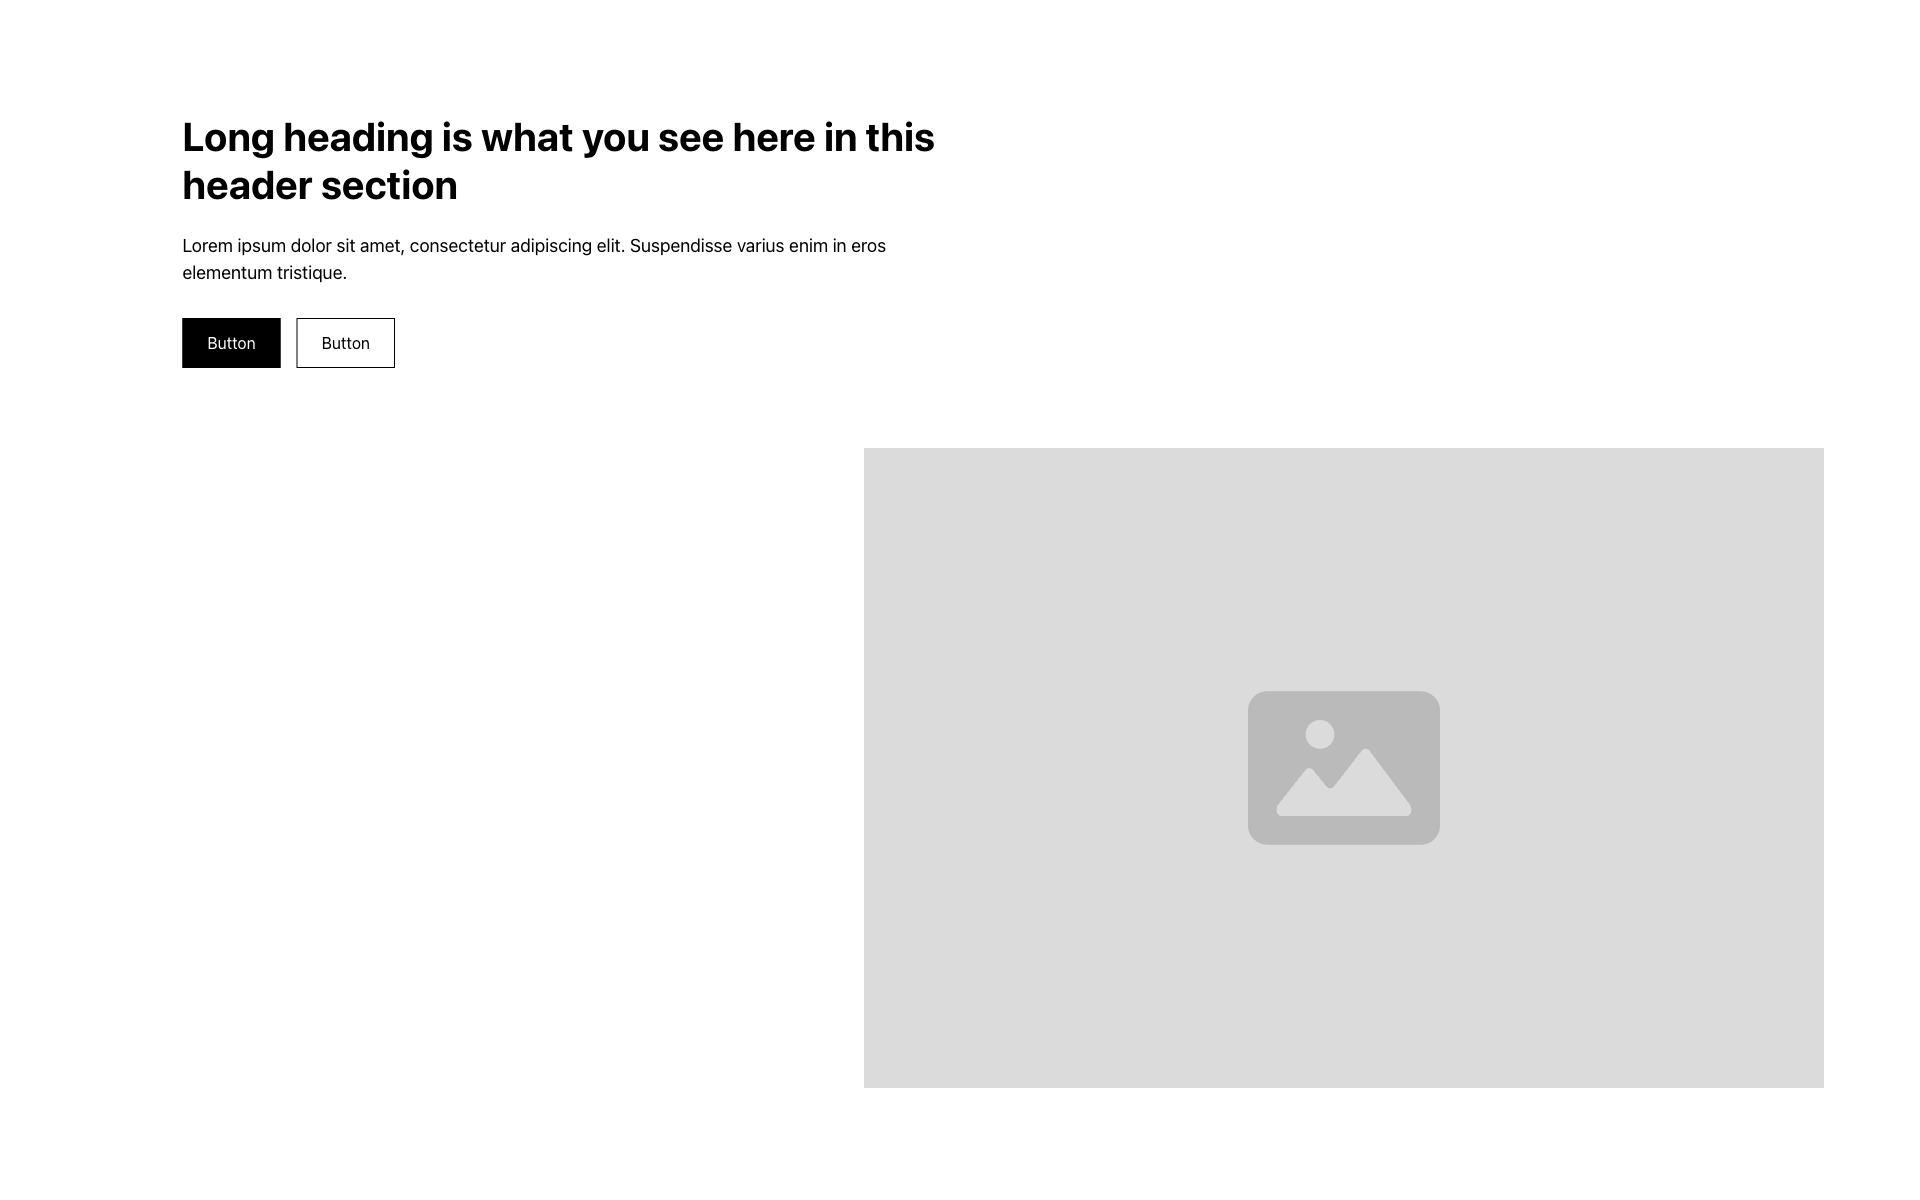 Long heading is what you see here in this
header section
Lorem ipsum dolor sit amet, consectetur adipiscing elit. Suspendisse varius enim in eros
elementum tristique.
Button
Button